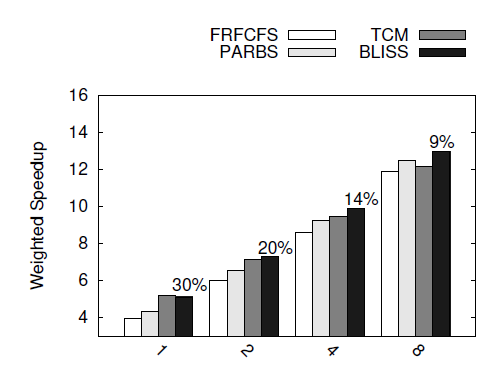 FRFCFS TCM
PARBS BLISS
Weighted Speedup
16
14
12
10
8
6
4
30%
20%
14%
9%
1 2 4 8